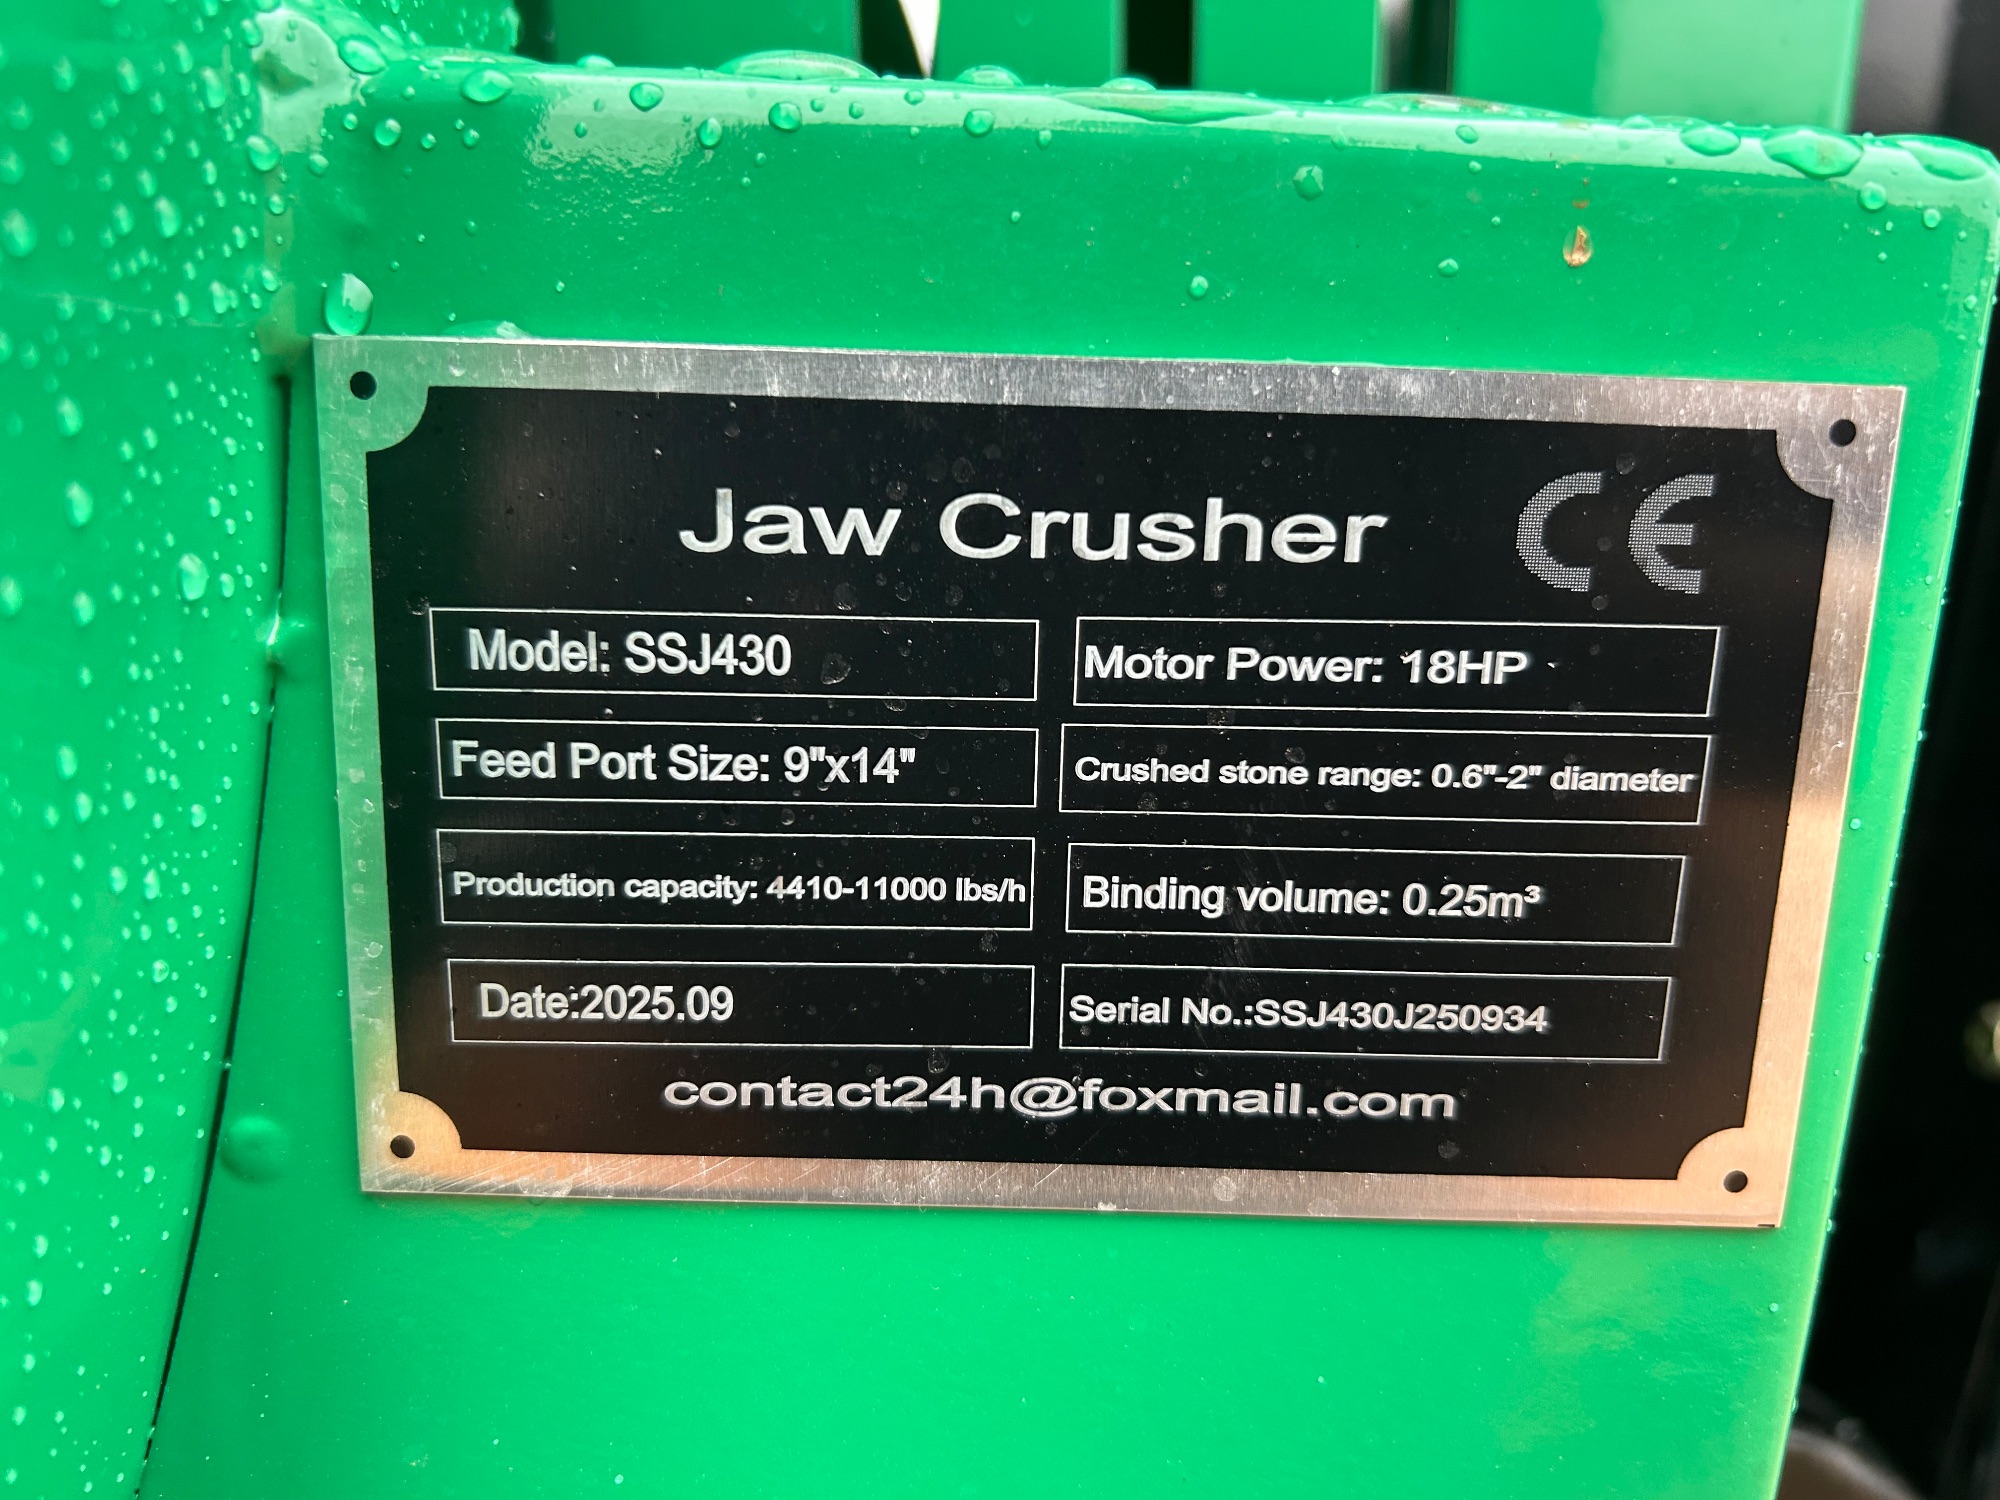 Jaw Crusher CE
Model: SSJ430
Motor Power: 18HP
Feed Port Size: 9"x14"
Crushed stone range: 0.6"-2" diameter
Production capacity: 4410-11000 lbs/h
Binding volume: 0.25m³
Date:2025.09
Serial No.:SSJ430J250934
contact24h@foxmail.com